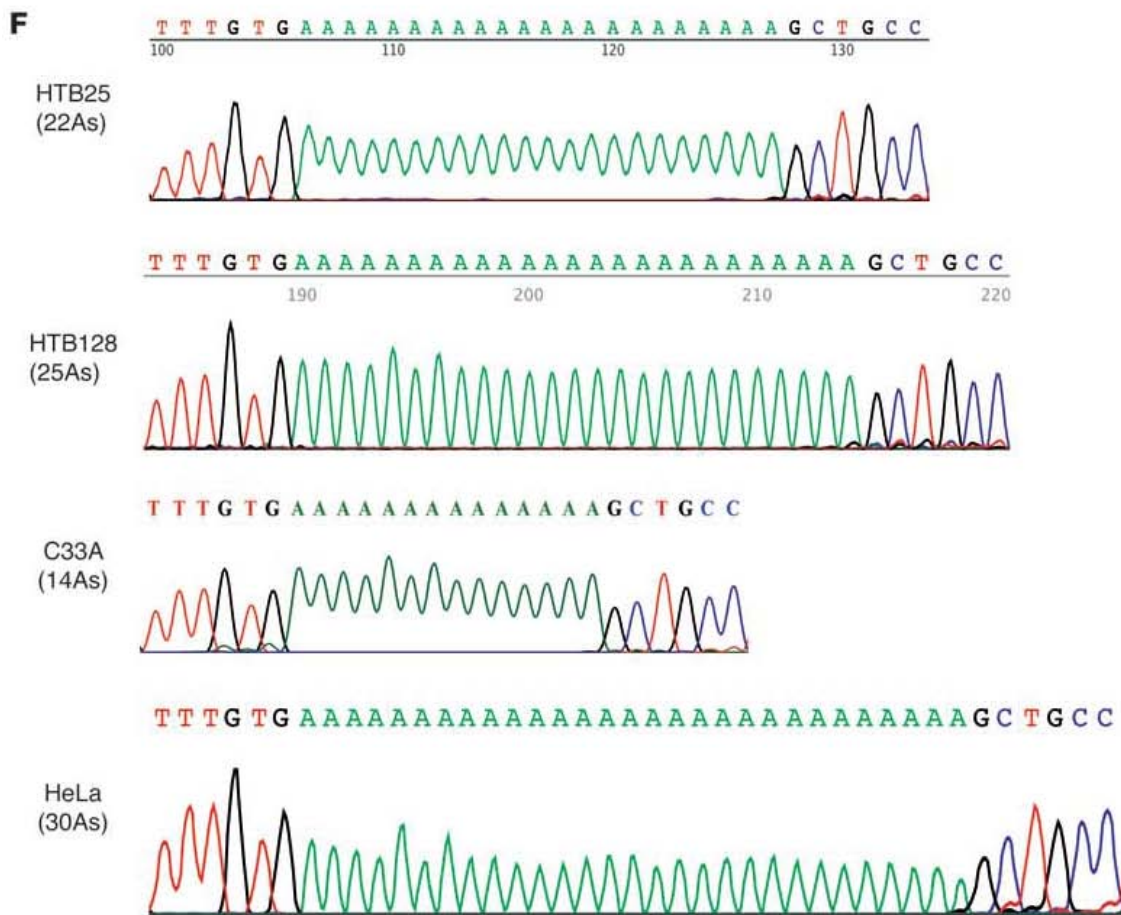 F
T T T G T G A A A A A A A A A A A A A A A A A A A A A A G C T G C C
100 110 120 130
HTB25
(22As)
T T T G T G A A A A A A A A A A A A A A A A A A A A A A A A A G C T G C C
190 200 210 220
HTB128
(25As)
T T T G T G A A A A A A A A A A A A A A G C T G C C
C33A
(14As)
T T T G T G A A A A A A A A A A A A A A A A A A A A A A A A A A A A A G C T G C C
HeLa
(30As)